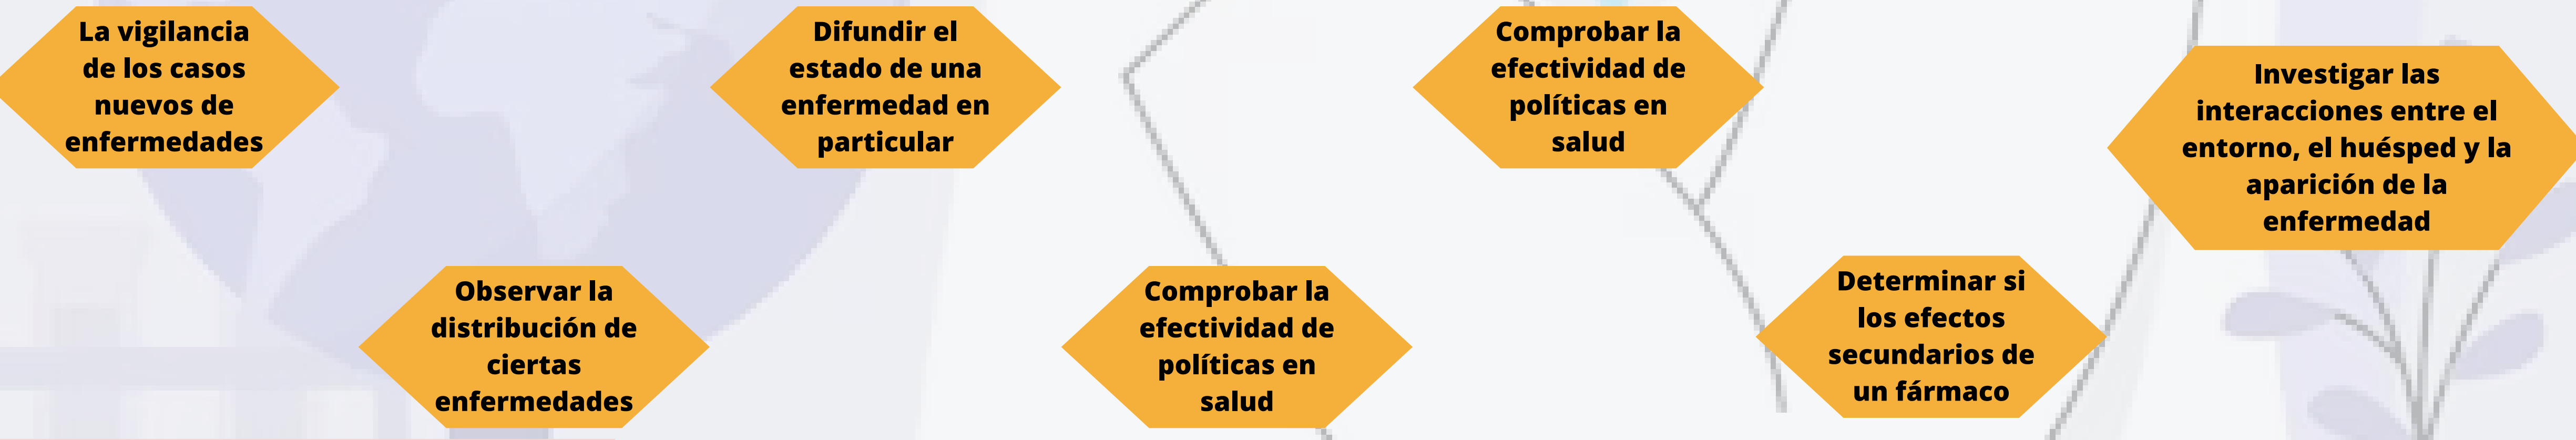 La vigilancia
de los casos
nuevos de
enfermedades
Observar la
distribución de
ciertas
enfermedades
Difundir el
estado de una
enfermedad en
particular
Comprobar la
efectividad de
políticas en
salud
Comprobar la
efectividad de
políticas en
salud
Determinar si
los efectos
secundarios de
un fármaco
Investigar las
interacciones entre el
entorno, el huésped y la
aparición de la
enfermedad